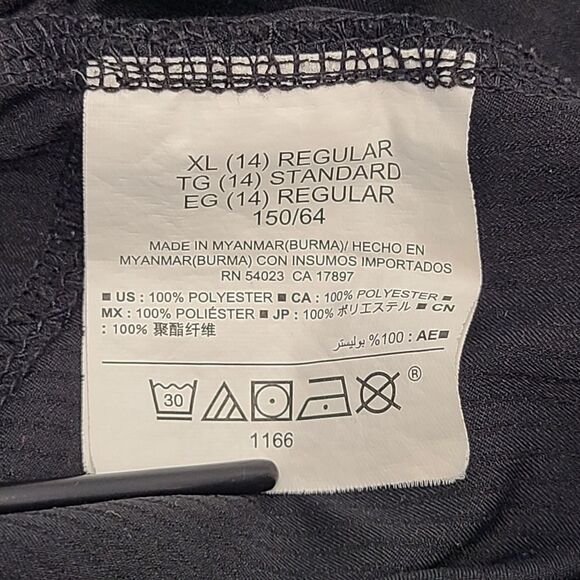 XL (14) REGULAR
TG (14) STANDARD
EG (14) REGULAR
150/64
MADE IN MYANMAR(BURMA)/ HECHO EN
MYANMAR(BURMA) CON INSUMOS IMPORTADOS
RN 54023 CA 17897
■ US : 100% POLYESTER ■ CA : 100% POLYESTER ■
MX : 100% POLIÉSTER ■ JP : 100% ポリエステル ■ CN
: 100% 聚酯纤维
■AE : %100 بوليستر
30
®
1166